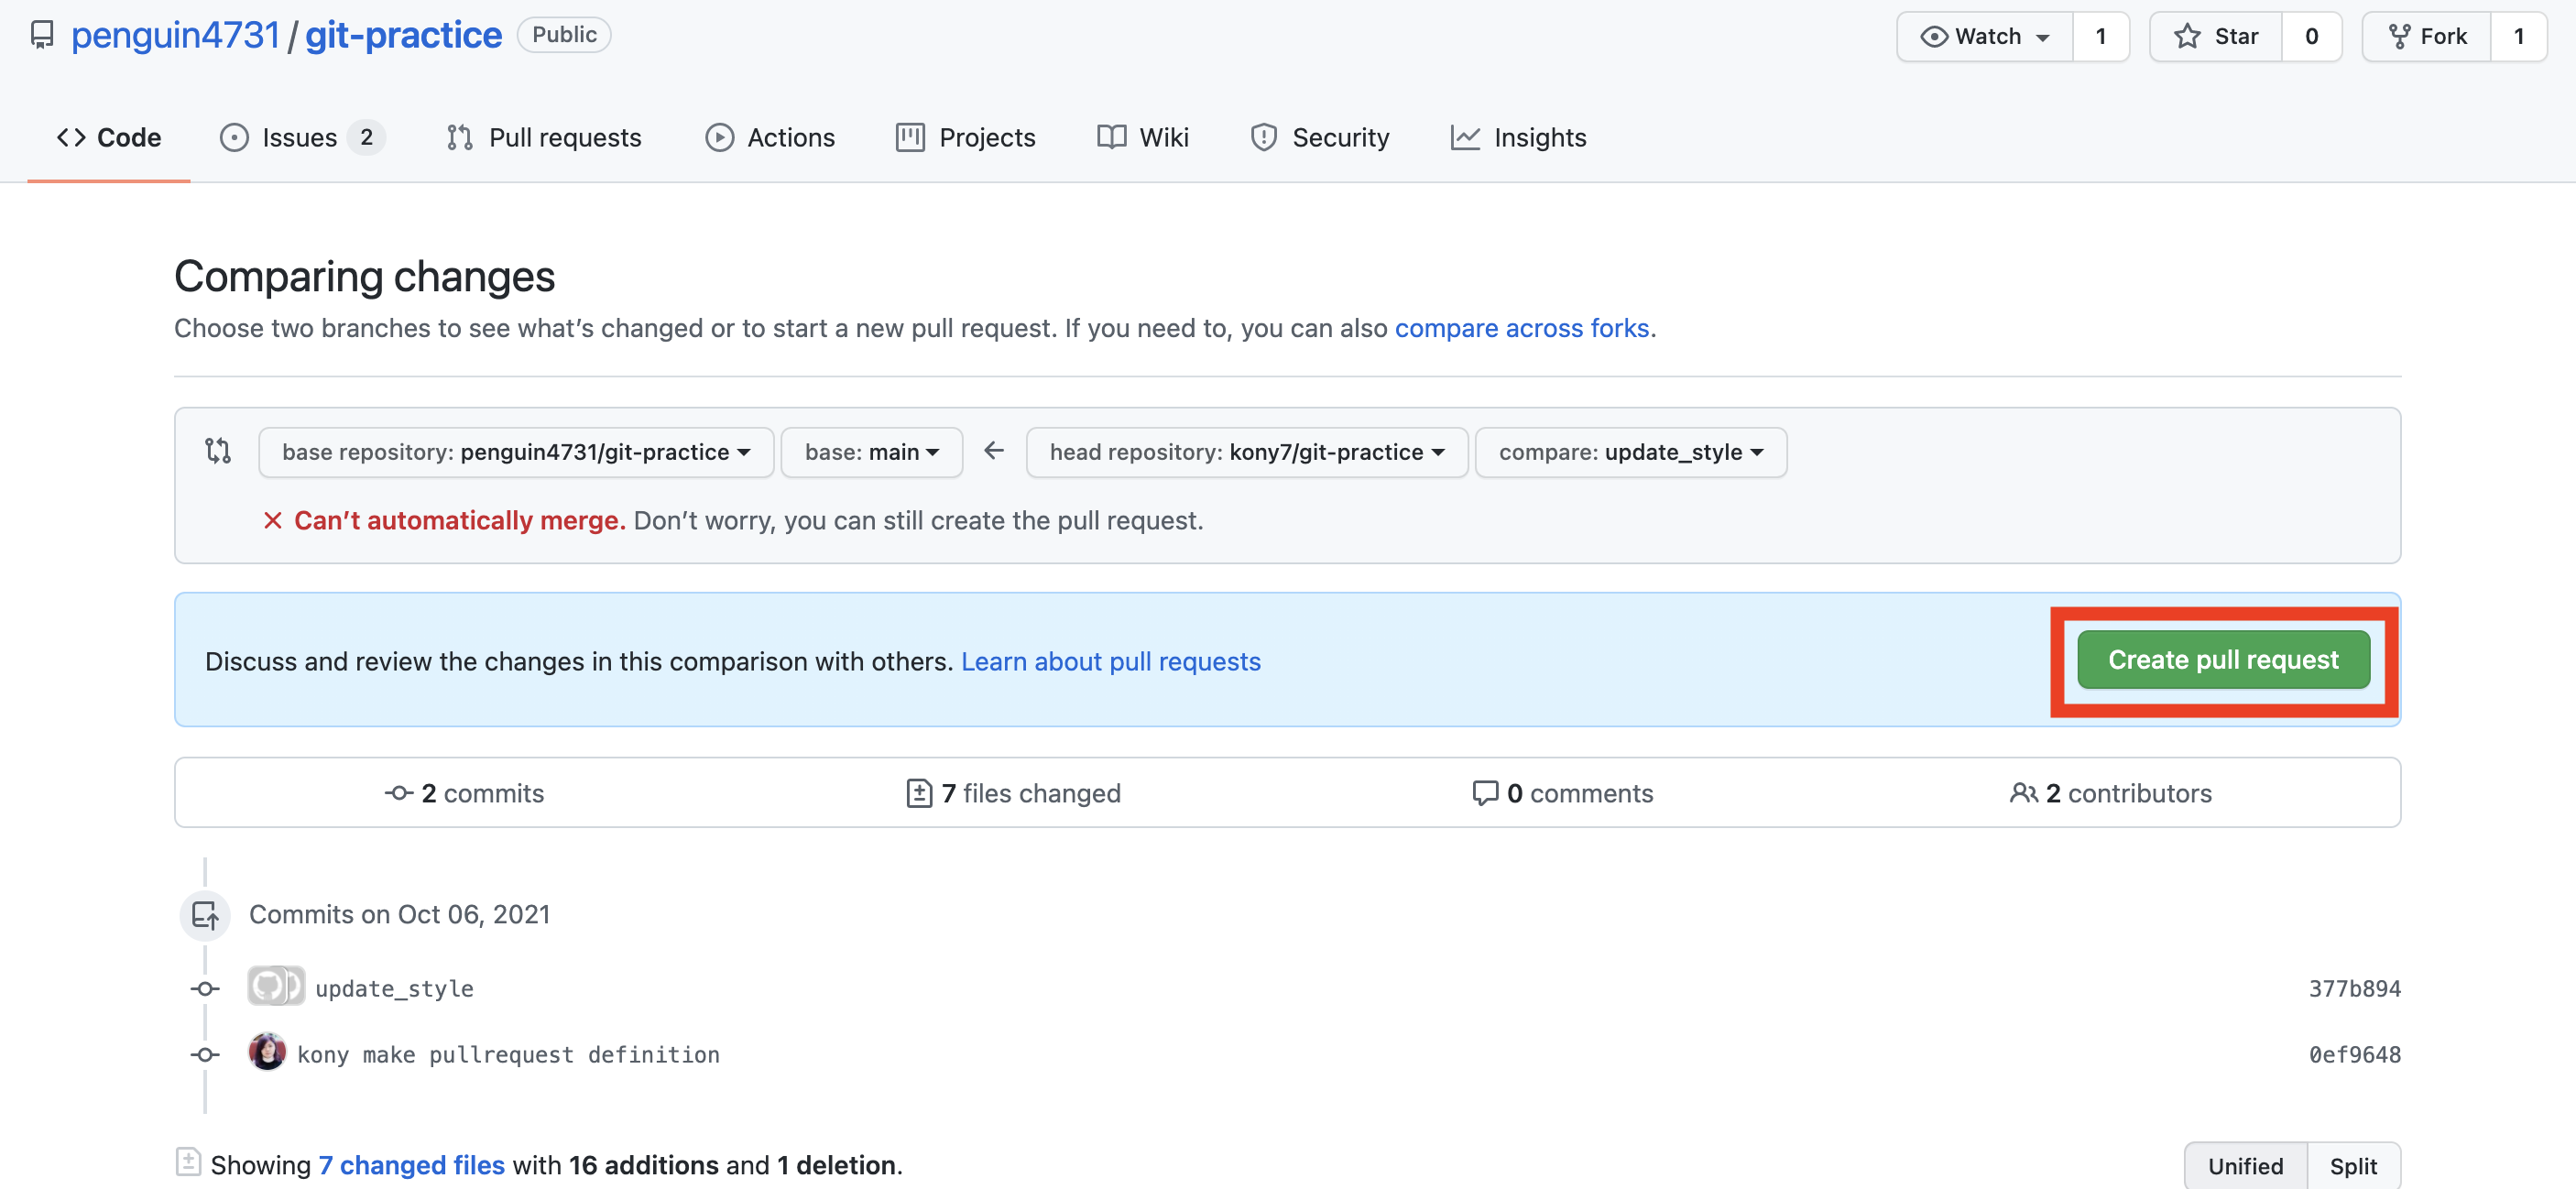 penguin4731 / git-practice Public Watch 1 Star 0 Fork 1
Code Issues 2 Pull requests Actions Projects Wiki Security Insights
Comparing changes
Choose two branches to see what’s changed or to start a new pull request. If you need to, you can also compare across forks.
base repository: penguin4731/git-practice base: main ← head repository: kony7/git-practice compare: update_style
Can’t automatically merge. Don’t worry, you can still create the pull request.
Discuss and review the changes in this comparison with others. Learn about pull requests Create pull request
2 commits 7 files changed 0 comments 2 contributors
Commits on Oct 06, 2021
update_style 377b894
kony make pullrequest definition 0ef9648
Showing 7 changed files with 16 additions and 1 deletion. Unified Split